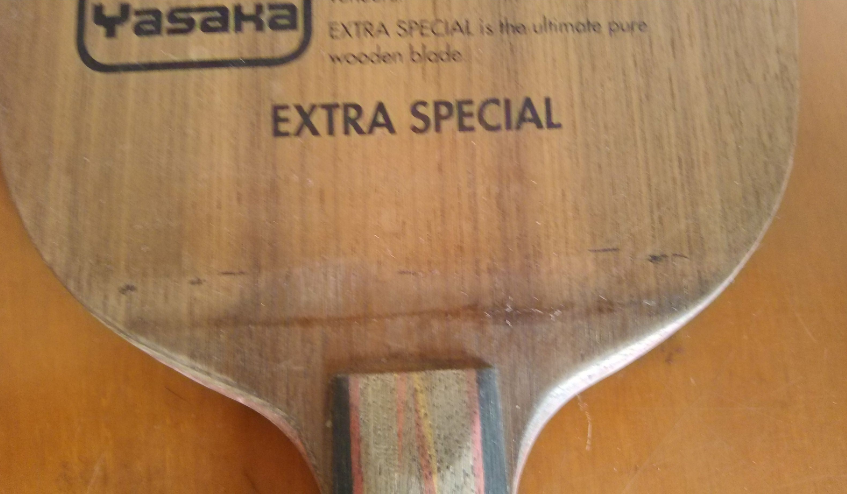 Yasaka
EXTRA SPECIAL is the ultimate pure
wooden blade.
EXTRA SPECIAL